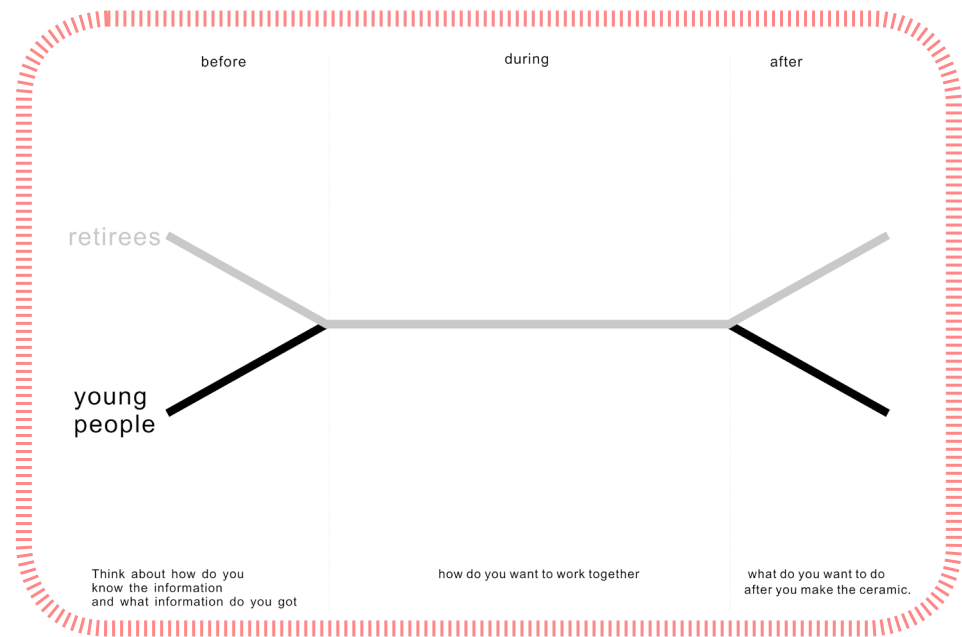 before
during
after
retirees
young
people
Think about how do you
know the information
and what information do you got
how do you want to work together
what do you want to do
after you make the ceramic.